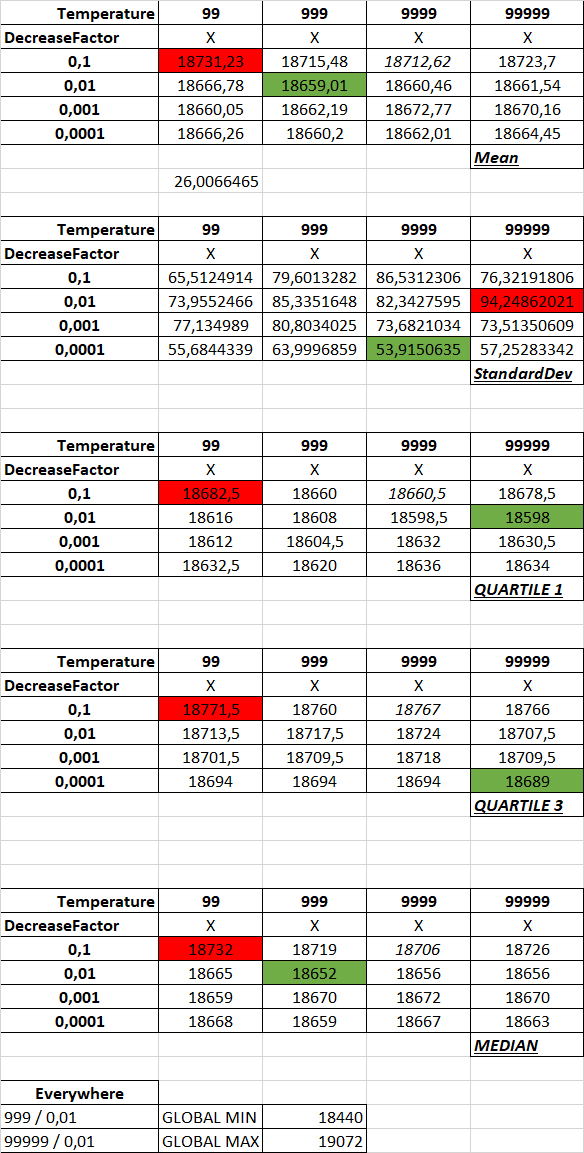 Temperature 99 999 9999 99999
DecreaseFactor X X X X
0,1 18731,23 18715,48 18712,62 18723,7
0,01 18666,78 18659,01 18660,46 18661,54
0,001 18660,05 18662,19 18672,77 18670,16
0,0001 18666,26 18660,2 18662,01 18664,45
Mean
26,0066465
Temperature 99 999 9999 99999
DecreaseFactor X X X X
0,1 65,5124914 79,6013282 86,5312306 76,32191806
0,01 73,9552466 85,3351648 82,3427595 94,24862021
0,001 77,134989 80,8034025 73,6821034 73,51350609
0,0001 55,6844339 63,9996859 53,9150635 57,25283342
StandardDev
Temperature 99 999 9999 99999
DecreaseFactor X X X X
0,1 18682,5 18660 18660,5 18678,5
0,01 18616 18608 18598,5 18598
0,001 18612 18604,5 18632 18630,5
0,0001 18632,5 18620 18636 18634
QUARTILE 1
Temperature 99 999 9999 99999
DecreaseFactor X X X X
0,1 18771,5 18760 18767 18766
0,01 18713,5 18717,5 18724 18707,5
0,001 18701,5 18709,5 18718 18709,5
0,0001 18694 18694 18694 18689
QUARTILE 3
Temperature 99 999 9999 99999
DecreaseFactor X X X X
0,1 18732 18719 18706 18726
0,01 18665 18652 18656 18656
0,001 18659 18670 18672 18670
0,0001 18668 18659 18667 18663
MEDIAN
Everywhere
999 / 0,01 GLOBAL MIN 18440
99999 / 0,01 GLOBAL MAX 19072